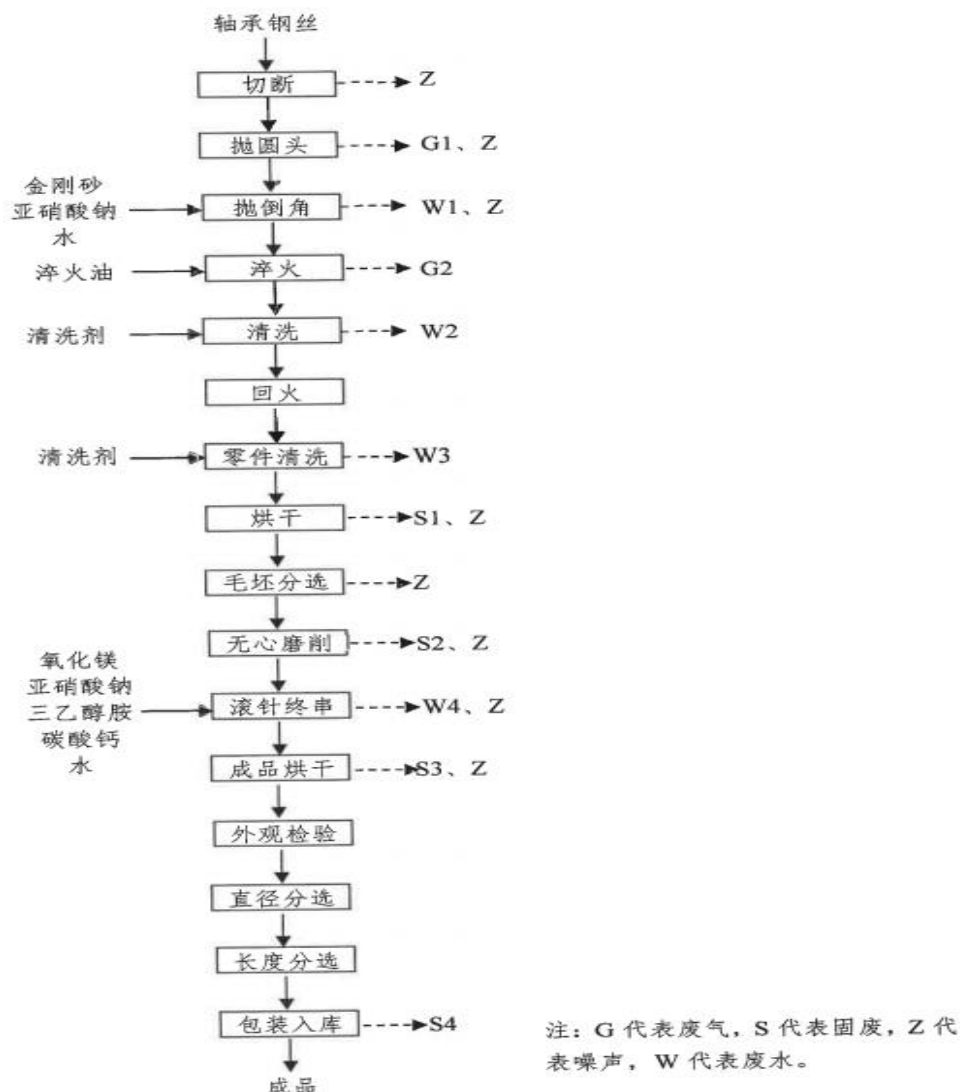 轴承钢丝
切断
Z
抛圆头
G1、Z
金刚砂
亚硝酸钠
水
抛倒角
W1、Z
淬火油
淬火
G2
清洗剂
清洗
W2
回火
清洗剂
零件清洗
W3
烘干
S1、Z
毛坯分选
Z
无心磨削
S2、Z
氧化镁
亚硝酸钠
三乙醇胺
碳酸钙
水
滚针终串
W4、Z
成品烘干
S3、Z
外观检验
直径分选
长度分选
包装入库
S4
成品
注：G 代表废气，S 代表固废，Z 代
表噪声，W 代表废水。